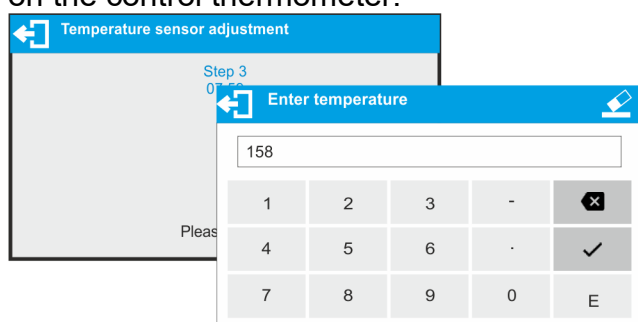 on the control thermometer.
Temperature sensor adjustment
Step 3
Enter temperature
158
1 2 3 -
Pleas
4 5 6 .
7 8 9 0 E